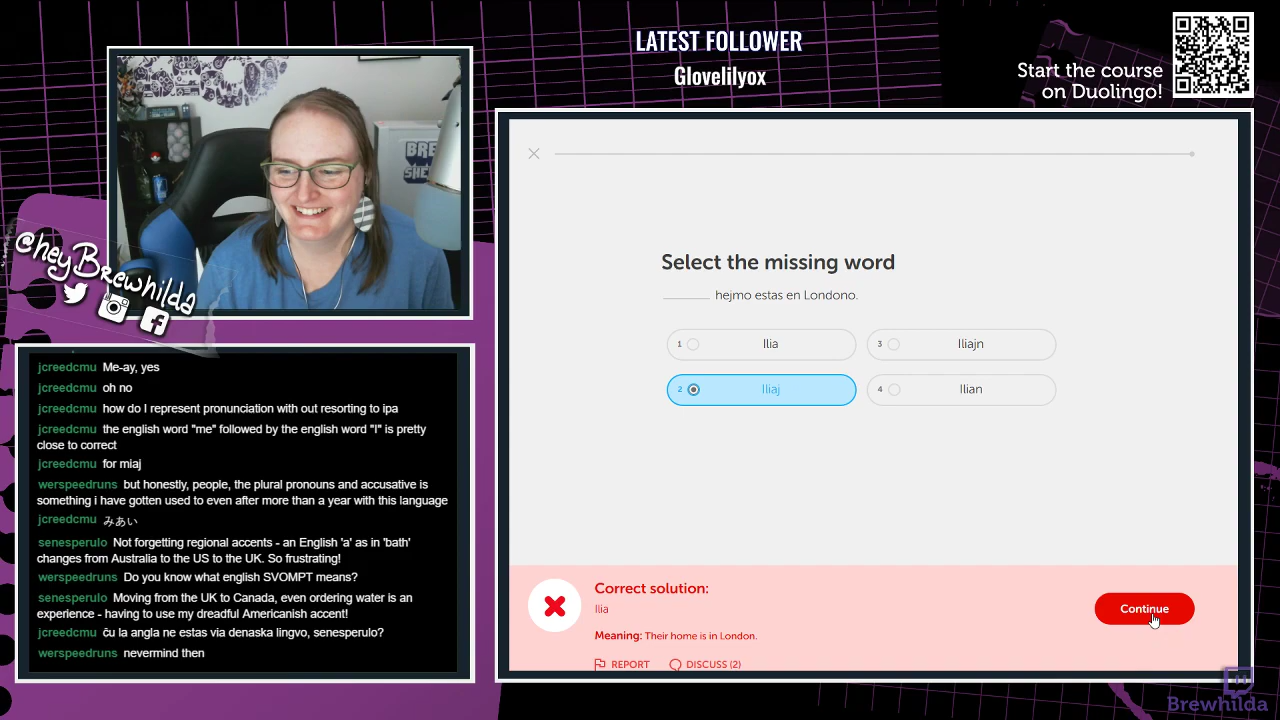 LATEST FOLLOWER
Glovelilyox
Start the course
on Duolingo!
BRE
SHE
@heyBrewhilda
Select the missing word
______ hejmo estas en Londono.
1 Ilia
3 Iliajn
2 Iliaj
4 Ilian
jcreedcmu Me-ay, yes
jcreedcmu oh no
jcreedcmu how do I represent pronunciation with out resorting to ipa
jcreedcmu the english word "me" followed by the english word "I" is pretty
close to correct
jcreedcmu for miaj
werspeedruns but honestly, people, the plural pronouns and accusative is
something i have gotten used to even after more than a year with this language
jcreedcmu みあい
senesperulo Not forgetting regional accents - an English 'a' as in 'bath'
changes from Australia to the US to the UK. So frustrating!
werspeedruns Do you know what english SVOMPT means?
senesperulo Moving from the UK to Canada, even ordering water is an
experience - having to use my dreadful Americanish accent!
jcreedcmu ĉu la angla ne estas via denaska lingvo, senesperulo?
werspeedruns nevermind then
Correct solution:
Ilia
Meaning: Their home is in London.
REPORT DISCUSS (2)
Continue
Brewhilda